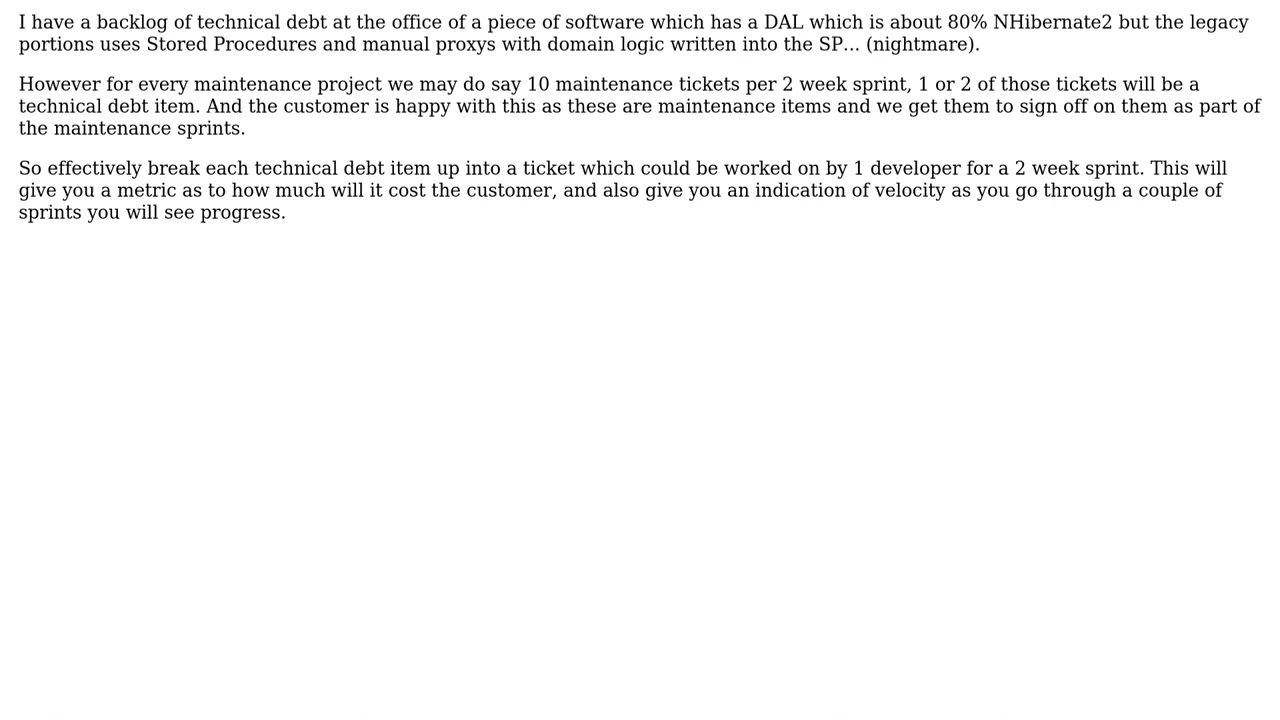 I have a backlog of technical debt at the office of a piece of software which has a DAL which is about 80% NHibernate2 but the legacy
portions uses Stored Procedures and manual proxys with domain logic written into the SP... (nightmare).
However for every maintenance project we may do say 10 maintenance tickets per 2 week sprint, 1 or 2 of those tickets will be a
technical debt item. And the customer is happy with this as these are maintenance items and we get them to sign off on them as part of
the maintenance sprints.
So effectively break each technical debt item up into a ticket which could be worked on by 1 developer for a 2 week sprint. This will
give you a metric as to how much will it cost the customer, and also give you an indication of velocity as you go through a couple of
sprints you will see progress.